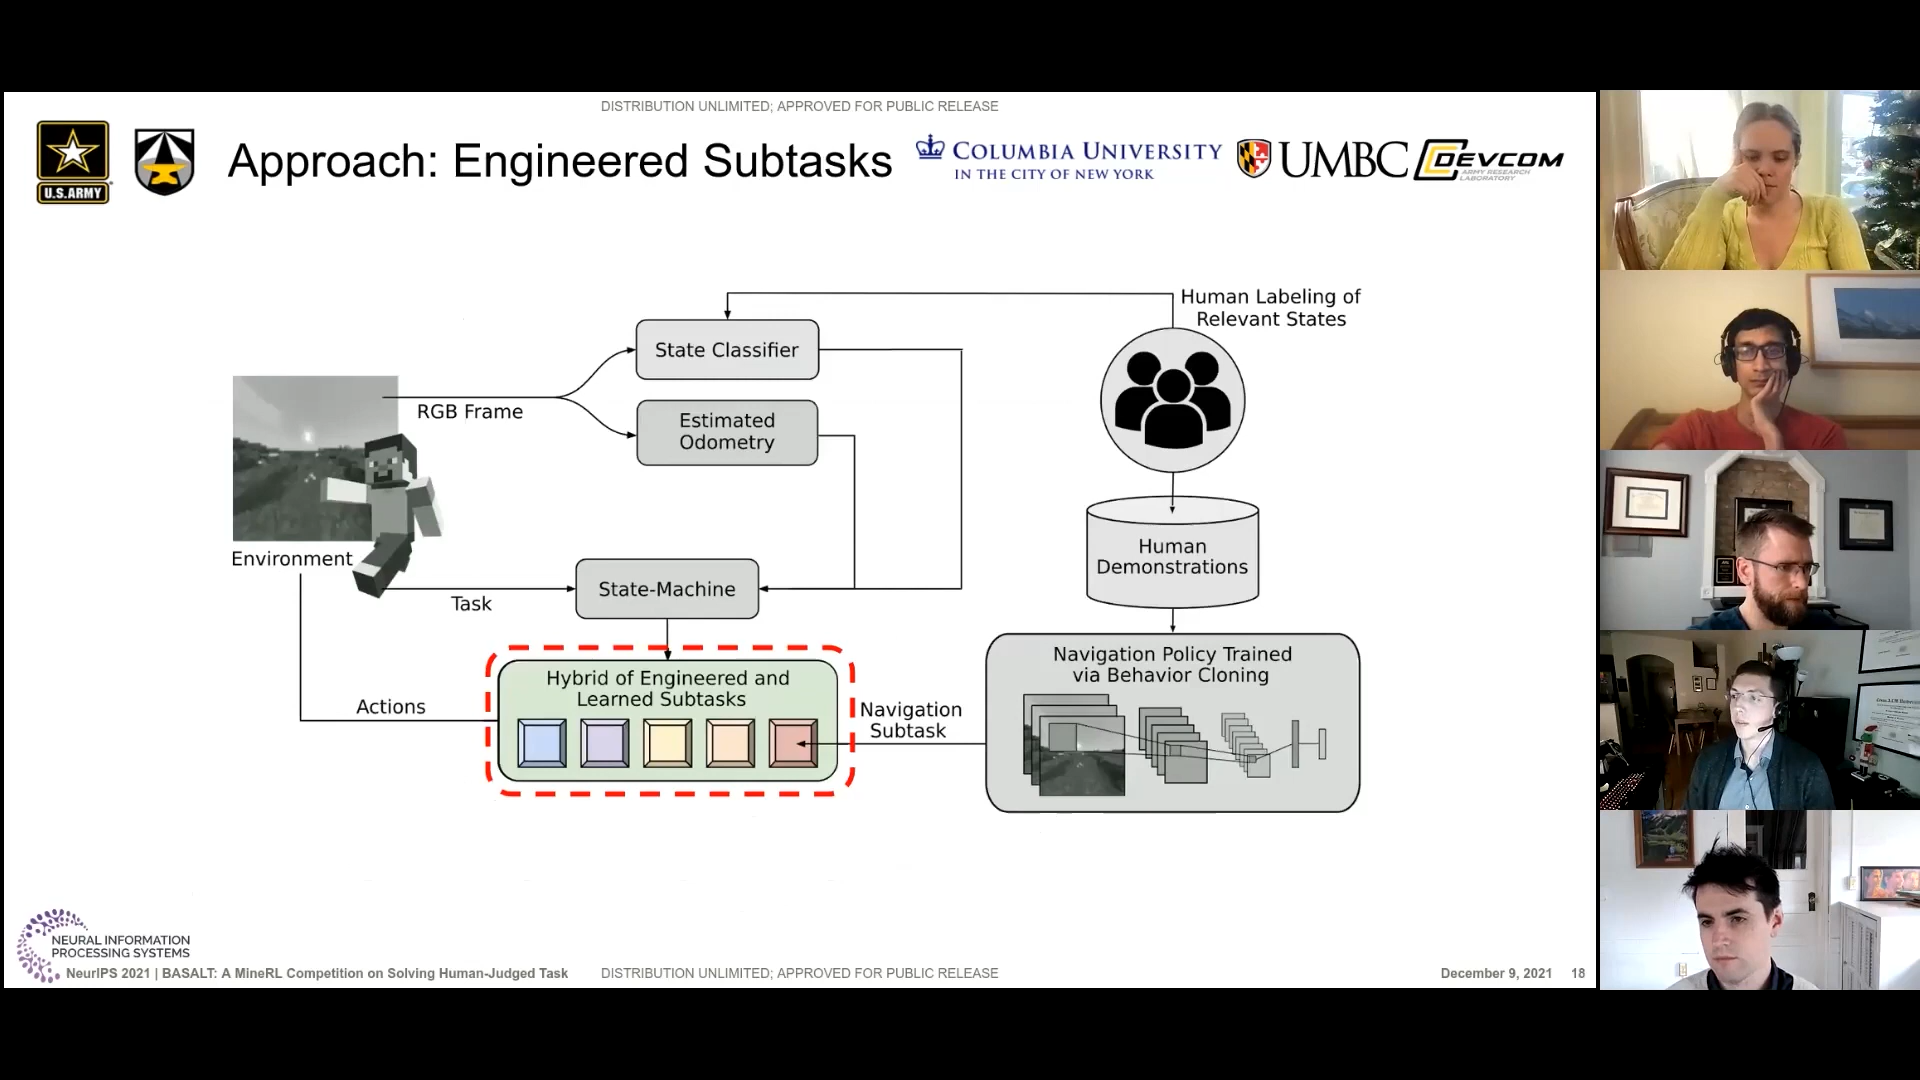 DISTRIBUTION UNLIMITED; APPROVED FOR PUBLIC RELEASE
U.S.ARMY
Approach: Engineered Subtasks
COLUMBIA UNIVERSITY
IN THE CITY OF NEW YORK
UMBC
DEVCOM
ARMY RESEARCH
LABORATORY
Human Labeling of
Relevant States
State Classifier
RGB Frame
Estimated
Odometry
Environment
Human
Demonstrations
State-Machine
Task
Navigation Policy Trained
via Behavior Cloning
Hybrid of Engineered and
Learned Subtasks
Actions
Navigation
Subtask
NEURAL INFORMATION
PROCESSING SYSTEMS
NeurIPS 2021 | BASALT: A MineRL Competition on Solving Human-Judged Task
DISTRIBUTION UNLIMITED; APPROVED FOR PUBLIC RELEASE
December 9, 2021
18